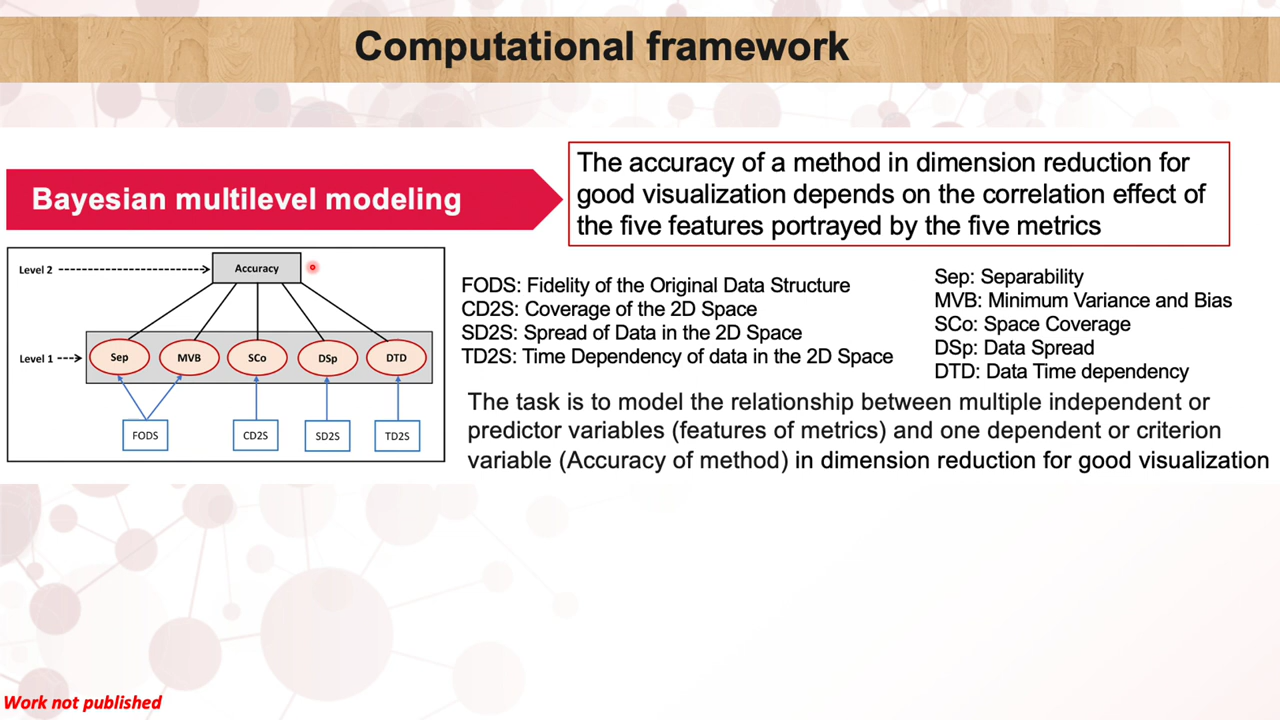 Computational framework
Bayesian multilevel modeling
The accuracy of a method in dimension reduction for
good visualization depends on the correlation effect of
the five features portrayed by the five metrics
Level 2
Accuracy
Level 1
Sep
MVB
SCo
DSp
DTD
FODS
CD2S
SD2S
TD2S
FODS: Fidelity of the Original Data Structure
CD2S: Coverage of the 2D Space
SD2S: Spread of Data in the 2D Space
TD2S: Time Dependency of data in the 2D Space
Sep: Separability
MVB: Minimum Variance and Bias
SCo: Space Coverage
DSp: Data Spread
DTD: Data Time dependency
The task is to model the relationship between multiple independent or
predictor variables (features of metrics) and one dependent or criterion
variable (Accuracy of method) in dimension reduction for good visualization
Work not published